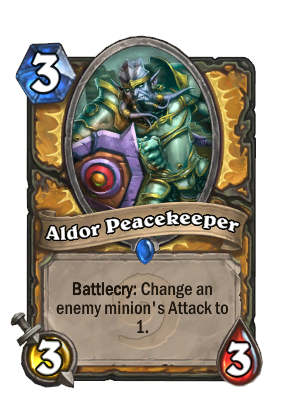 3
Aldor Peacekeeper
Battlecry: Change an
enemy minion's Attack to
1.
3
3